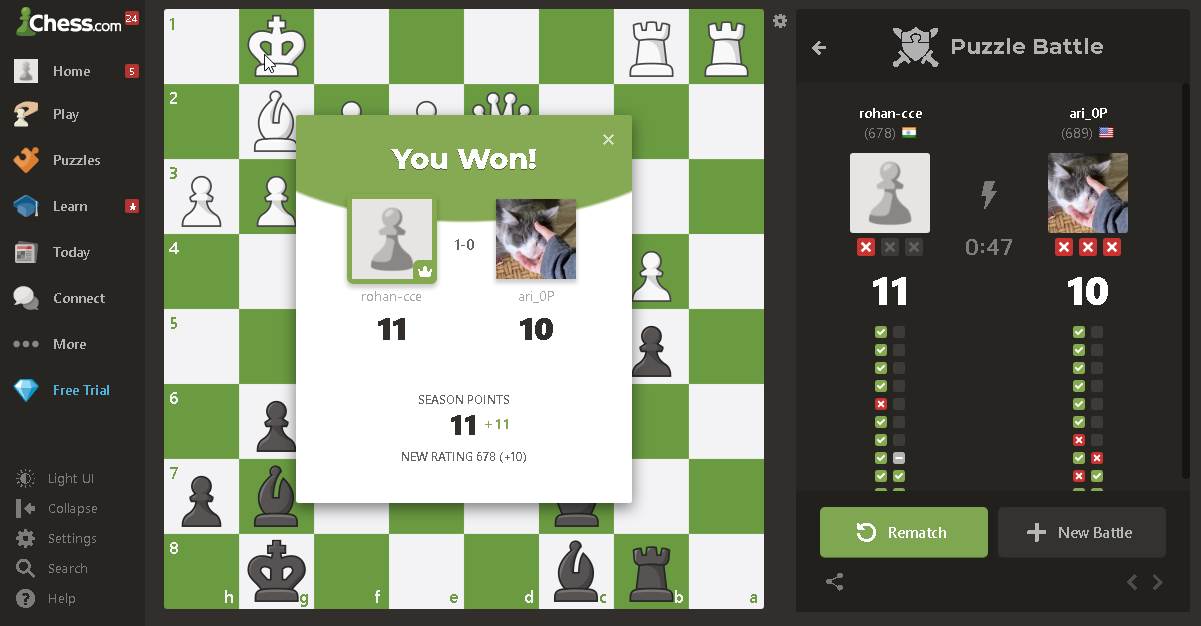 Chess.com 24
Home 5
Play
Puzzles
Learn
Today
Connect
More
Free Trial
Light UI
Collapse
Settings
Search
Help
1
2
3
4
5
6
7
8
h g f e d c b a
You Won!
1-0
rohan-cce ari_0P
11 10
SEASON POINTS
11 +11
NEW RATING 678 (+10)
Puzzle Battle
rohan-cce ari_0P
(678) (689)
0:47
11 10
Rematch New Battle